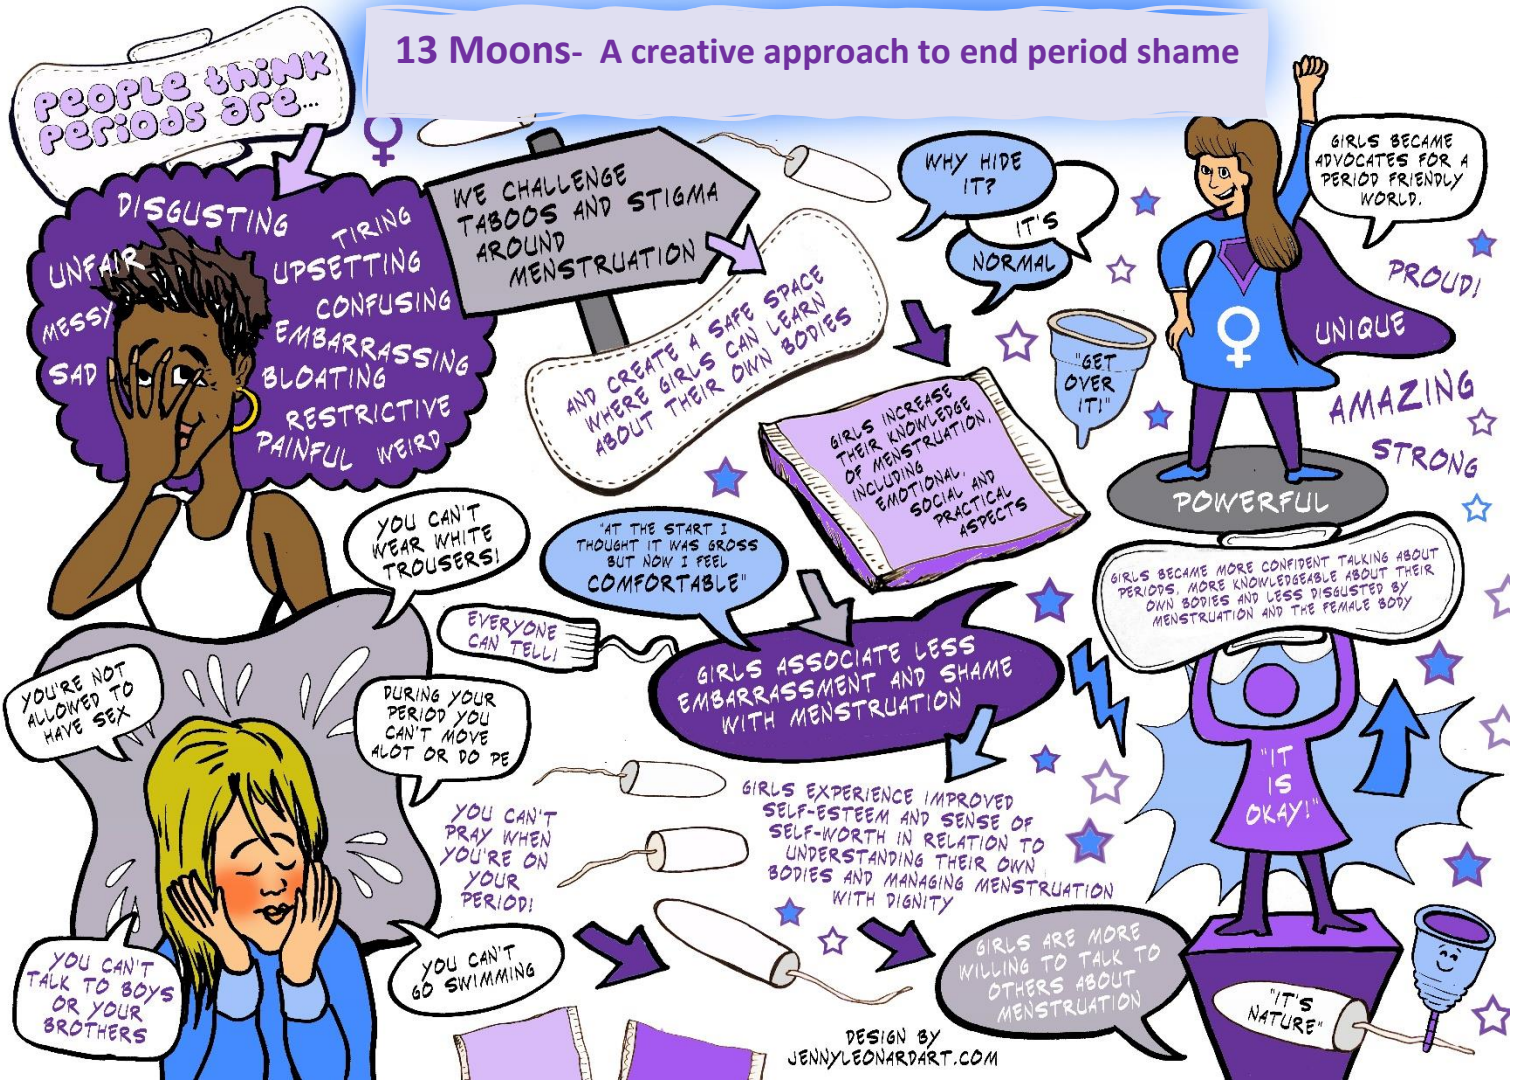 13 Moons- A creative approach to end period shame
PEOPLE THINK
PERIODS ARE...
DISGUSTING
TIRING
UNFAIR
UPSETTING
CONFUSING
MESSY
EMBARRASSING
SAD
BLOATING
RESTRICTIVE
PAINFUL
WEIRD
WE CHALLENGE
TABOOS AND STIGMA
AROUND
MENSTRUATION
AND CREATE A SAFE SPACE
WHERE GIRLS CAN LEARN
ABOUT THEIR OWN BODIES
WHY HIDE
IT?
IT'S
NORMAL
"GET
OVER
IT!"
GIRLS BECAME
ADVOCATES FOR A
PERIOD FRIENDLY
WORLD.
PROUD!
UNIQUE
AMAZING
STRONG
POWERFUL
GIRLS INCREASE
THEIR KNOWLEDGE
OF MENSTRUATION,
INCLUDING
EMOTIONAL,
SOCIAL AND
PRACTICAL
ASPECTS
YOU CAN'T
WEAR WHITE
TROUSERS!
"AT THE START I
THOUGHT IT WAS GROSS
BUT NOW I FEEL
COMFORTABLE"
EVERYONE
CAN TELL!
GIRLS ASSOCIATE LESS
EMBARRASSMENT AND SHAME
WITH MENSTRUATION
GIRLS BECAME MORE CONFIDENT TALKING ABOUT
PERIODS, MORE KNOWLEDGEABLE ABOUT THEIR
OWN BODIES AND LESS DISGUSTED BY
MENSTRUATION AND THE FEMALE BODY
YOU'RE NOT
ALLOWED TO
HAVE SEX
DURING YOUR
PERIOD YOU
CAN'T MOVE
ALOT OR DO PE
YOU CAN'T
PRAY WHEN
YOU'RE ON
YOUR
PERIOD!
GIRLS EXPERIENCE IMPROVED
SELF-ESTEEM AND SENSE OF
SELF-WORTH IN RELATION TO
UNDERSTANDING THEIR OWN
BODIES AND MANAGING MENSTRUATION
WITH DIGNITY
"IT
IS
OKAY!"
YOU CAN'T
TALK TO BOYS
OR YOUR
BROTHERS
YOU CAN'T
GO SWIMMING
GIRLS ARE MORE
WILLING TO TALK TO
OTHERS ABOUT
MENSTRUATION
"IT'S
NATURE"
DESIGN BY
JENNYLEONARDART.COM